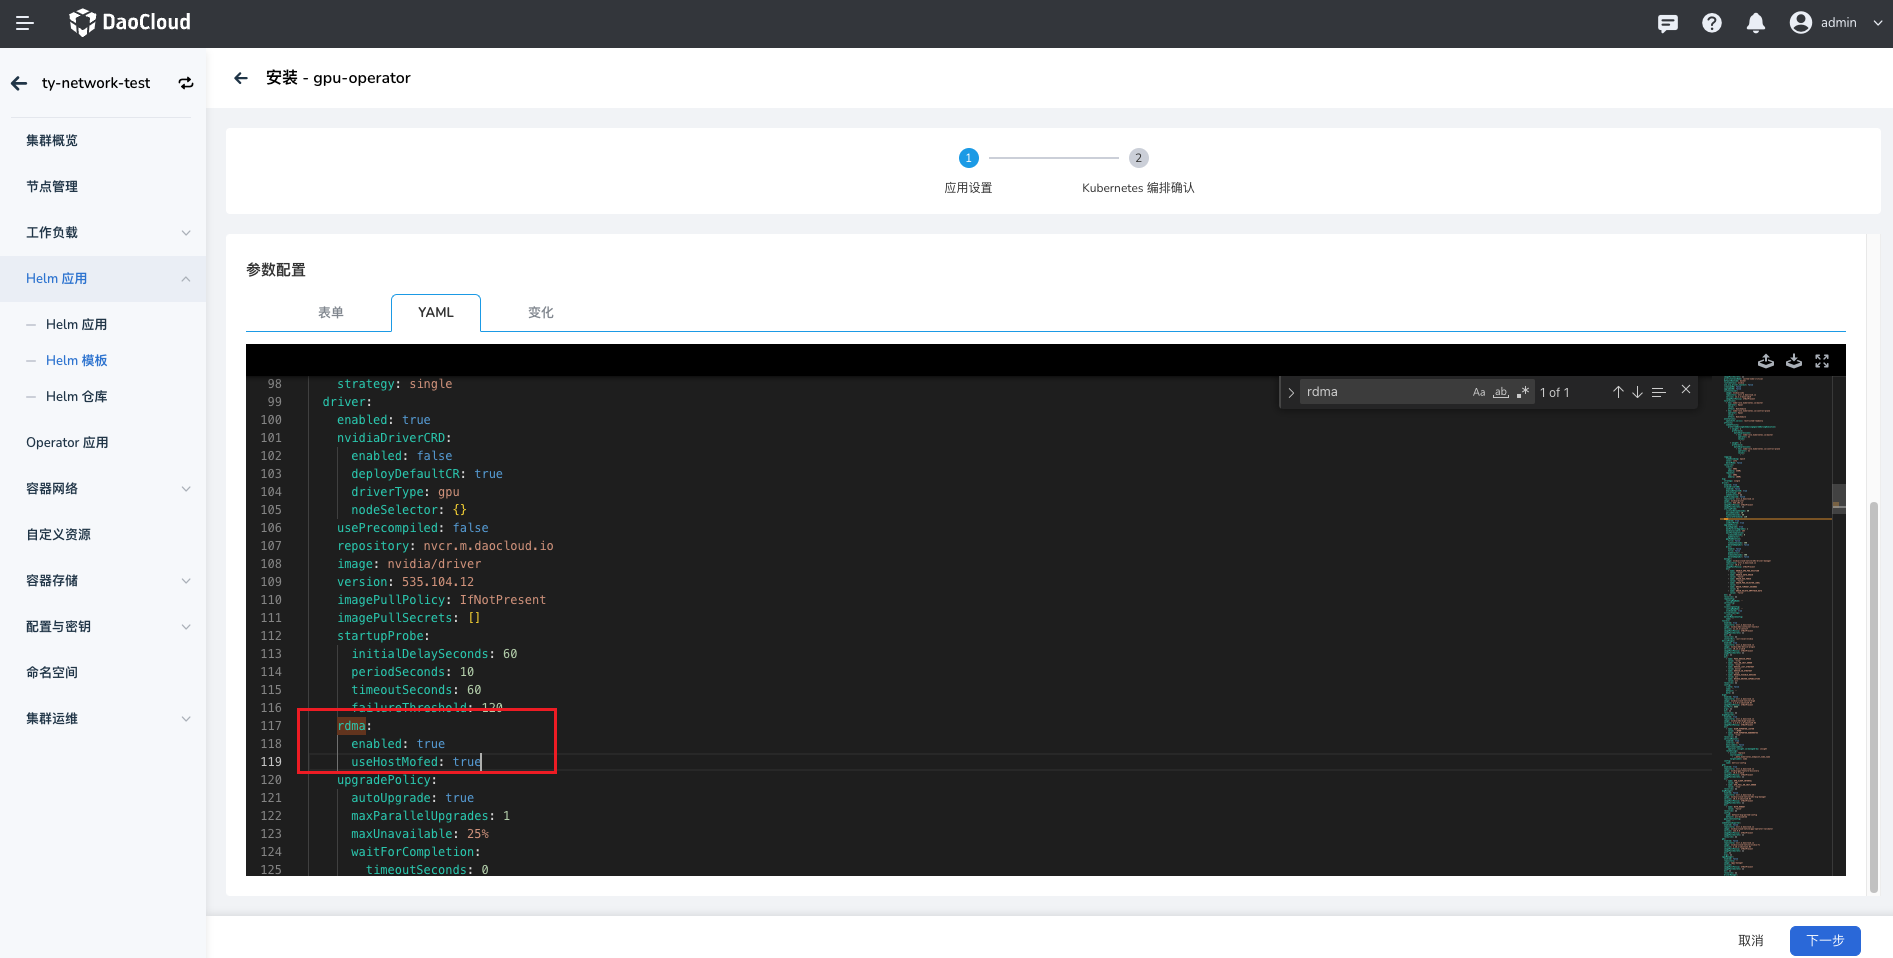 DaoCloud
admin
ty-network-test
安装 - gpu-operator
集群概览
节点管理
工作负载
Helm 应用
Helm 应用
Helm 模板
Helm 仓库
Operator 应用
容器网络
自定义资源
容器存储
配置与密钥
命名空间
集群运维
1
2
应用设置
Kubernetes 编排确认
参数配置
表单
YAML
变化
rdma
Aa
ab
1 of 1
98 strategy: single
99 driver:
100 enabled: true
101 nvidiaDriverCRD:
102 enabled: false
103 deployDefaultCR: true
104 driverType: gpu
105 nodeSelector: {}
106 usePrecompiled: false
107 repository: nvcr.m.daocloud.io
108 image: nvidia/driver
109 version: 535.104.12
110 imagePullPolicy: IfNotPresent
111 imagePullSecrets: []
112 startupProbe:
113 initialDelaySeconds: 60
114 periodSeconds: 10
115 timeoutSeconds: 60
116 failureThreshold: 120
117 rdma:
118 enabled: true
119 useHostMofed: true
120 upgradePolicy:
121 autoUpgrade: true
122 maxParallelUpgrades: 1
123 maxUnavailable: 25%
124 waitForCompletion:
125 timeoutSeconds: 0
取消
下一步